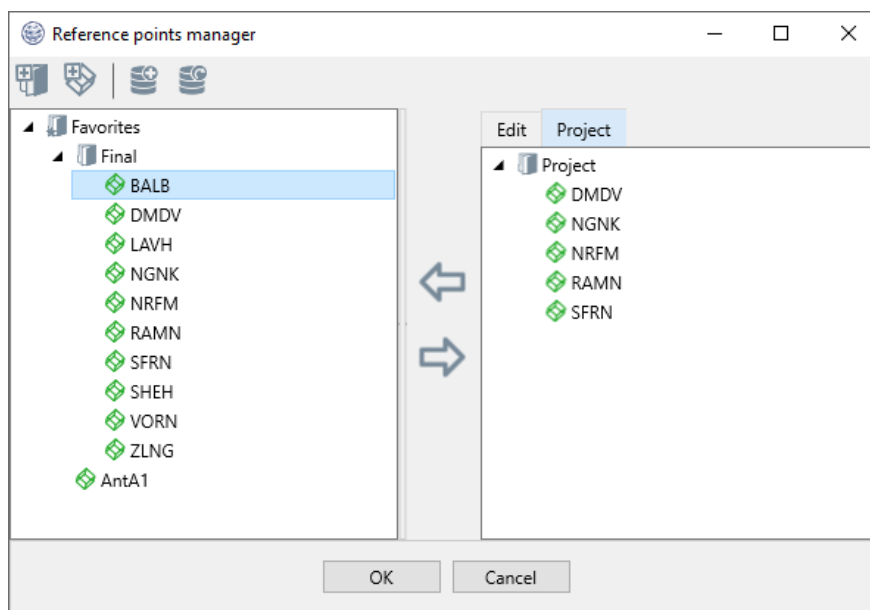 Reference points manager
Favorites
Final
BALB
DMDV
LAVH
NGNK
NRFM
RAMN
SFRN
SHEH
VORN
ZLNG
AntA1
Edit Project
Project
DMDV
NGNK
NRFM
RAMN
SFRN
OK Cancel